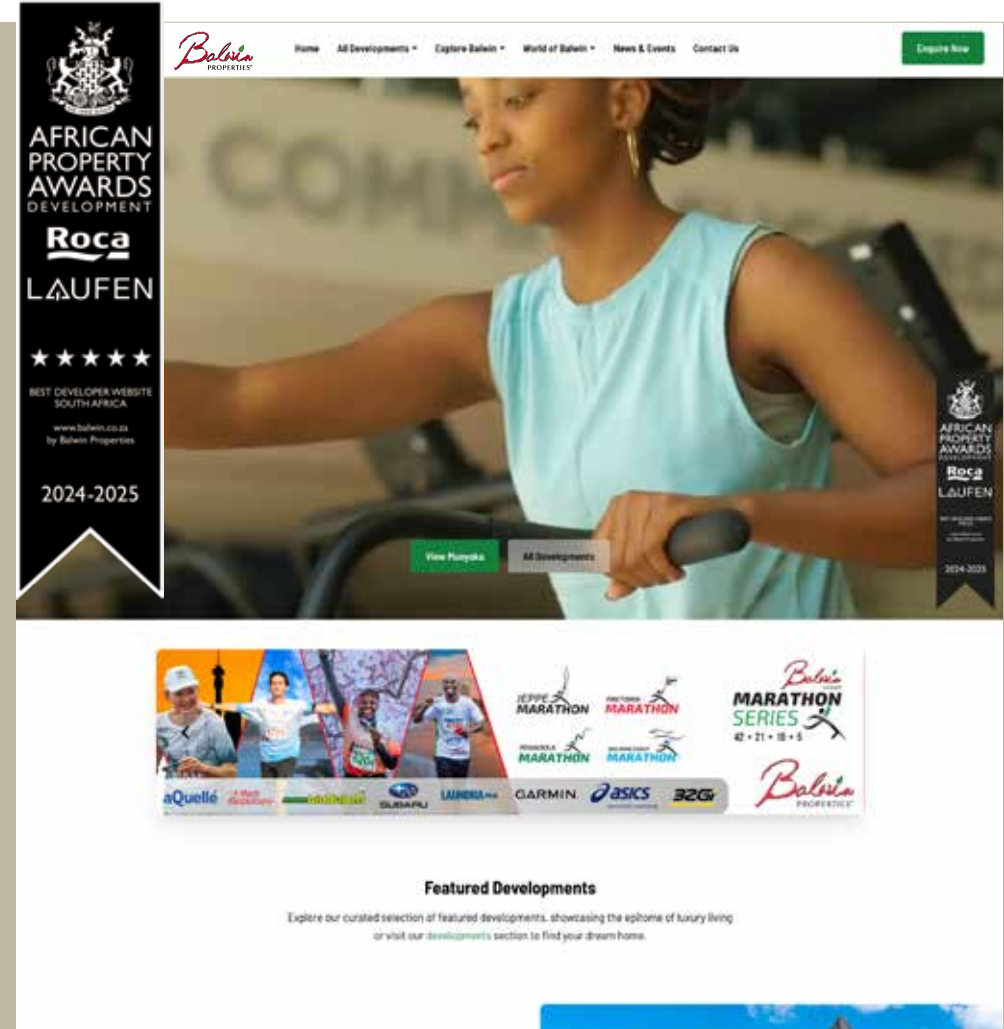 AFRICAN
PROPERTY
AWARDS
DEVELOPMENT
Roca
LAUFEN
★★★★★
BEST DEVELOPER WEBSITE
SOUTH AFRICA
www.balwin.co.za
by Balwin Properties
2024-2025
Balwin
PROPERTIES®
Home All Developments Explore Balwin World of Balwin News & Events Contact Us
Enquire Now
COMM
View Munyaka
All Developments
AFRICAN
PROPERTY
AWARDS
DEVELOPMENT
Roca
LAUFEN
2024-2025
JEPPE
MARATHON
PRETORIA
MARATHON
PENINSULA
MARATHON
MARATHON
Balwin
MARATHON
SERIES
42 • 21 • 10 • 5
aQuellé
SUBARU
GARMIN
asics
32Gi
Balwin
PROPERTIES®
Featured Developments
Explore our curated selection of featured developments, showcasing the epitome of luxury living
or visit our developments section to find your dream home.